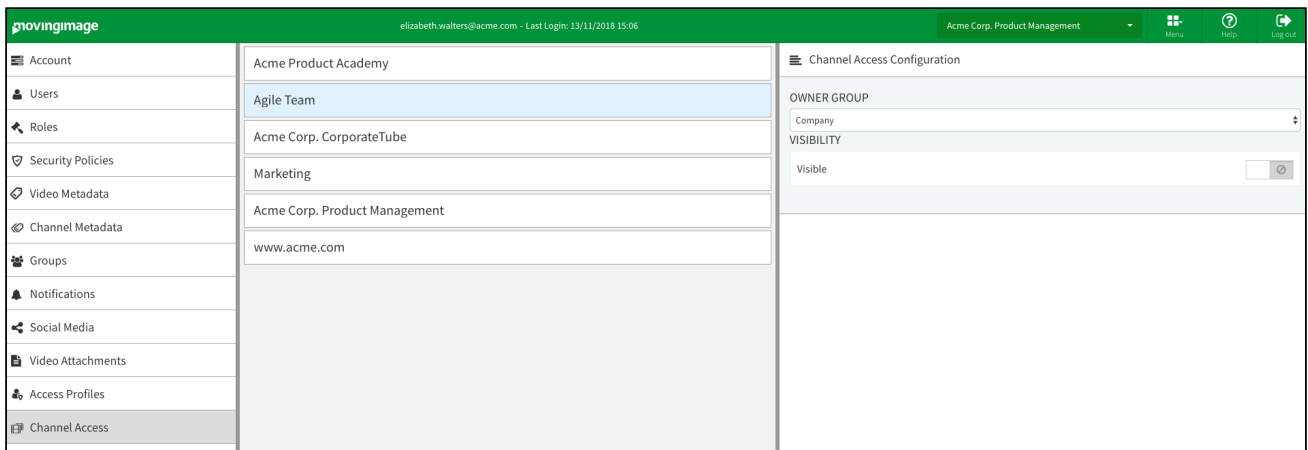 movingimage
elizabeth.walters@acme.com - Last Login: 13/11/2018 15:06
Acme Corp. Product Management
Menu
Help
Log out
Account
Users
Roles
Security Policies
Video Metadata
Channel Metadata
Groups
Notifications
Social Media
Video Attachments
Access Profiles
Channel Access
Acme Product Academy
Agile Team
Acme Corp. CorporateTube
Marketing
Acme Corp. Product Management
www.acme.com
Channel Access Configuration
OWNER GROUP
Company
VISIBILITY
Visible